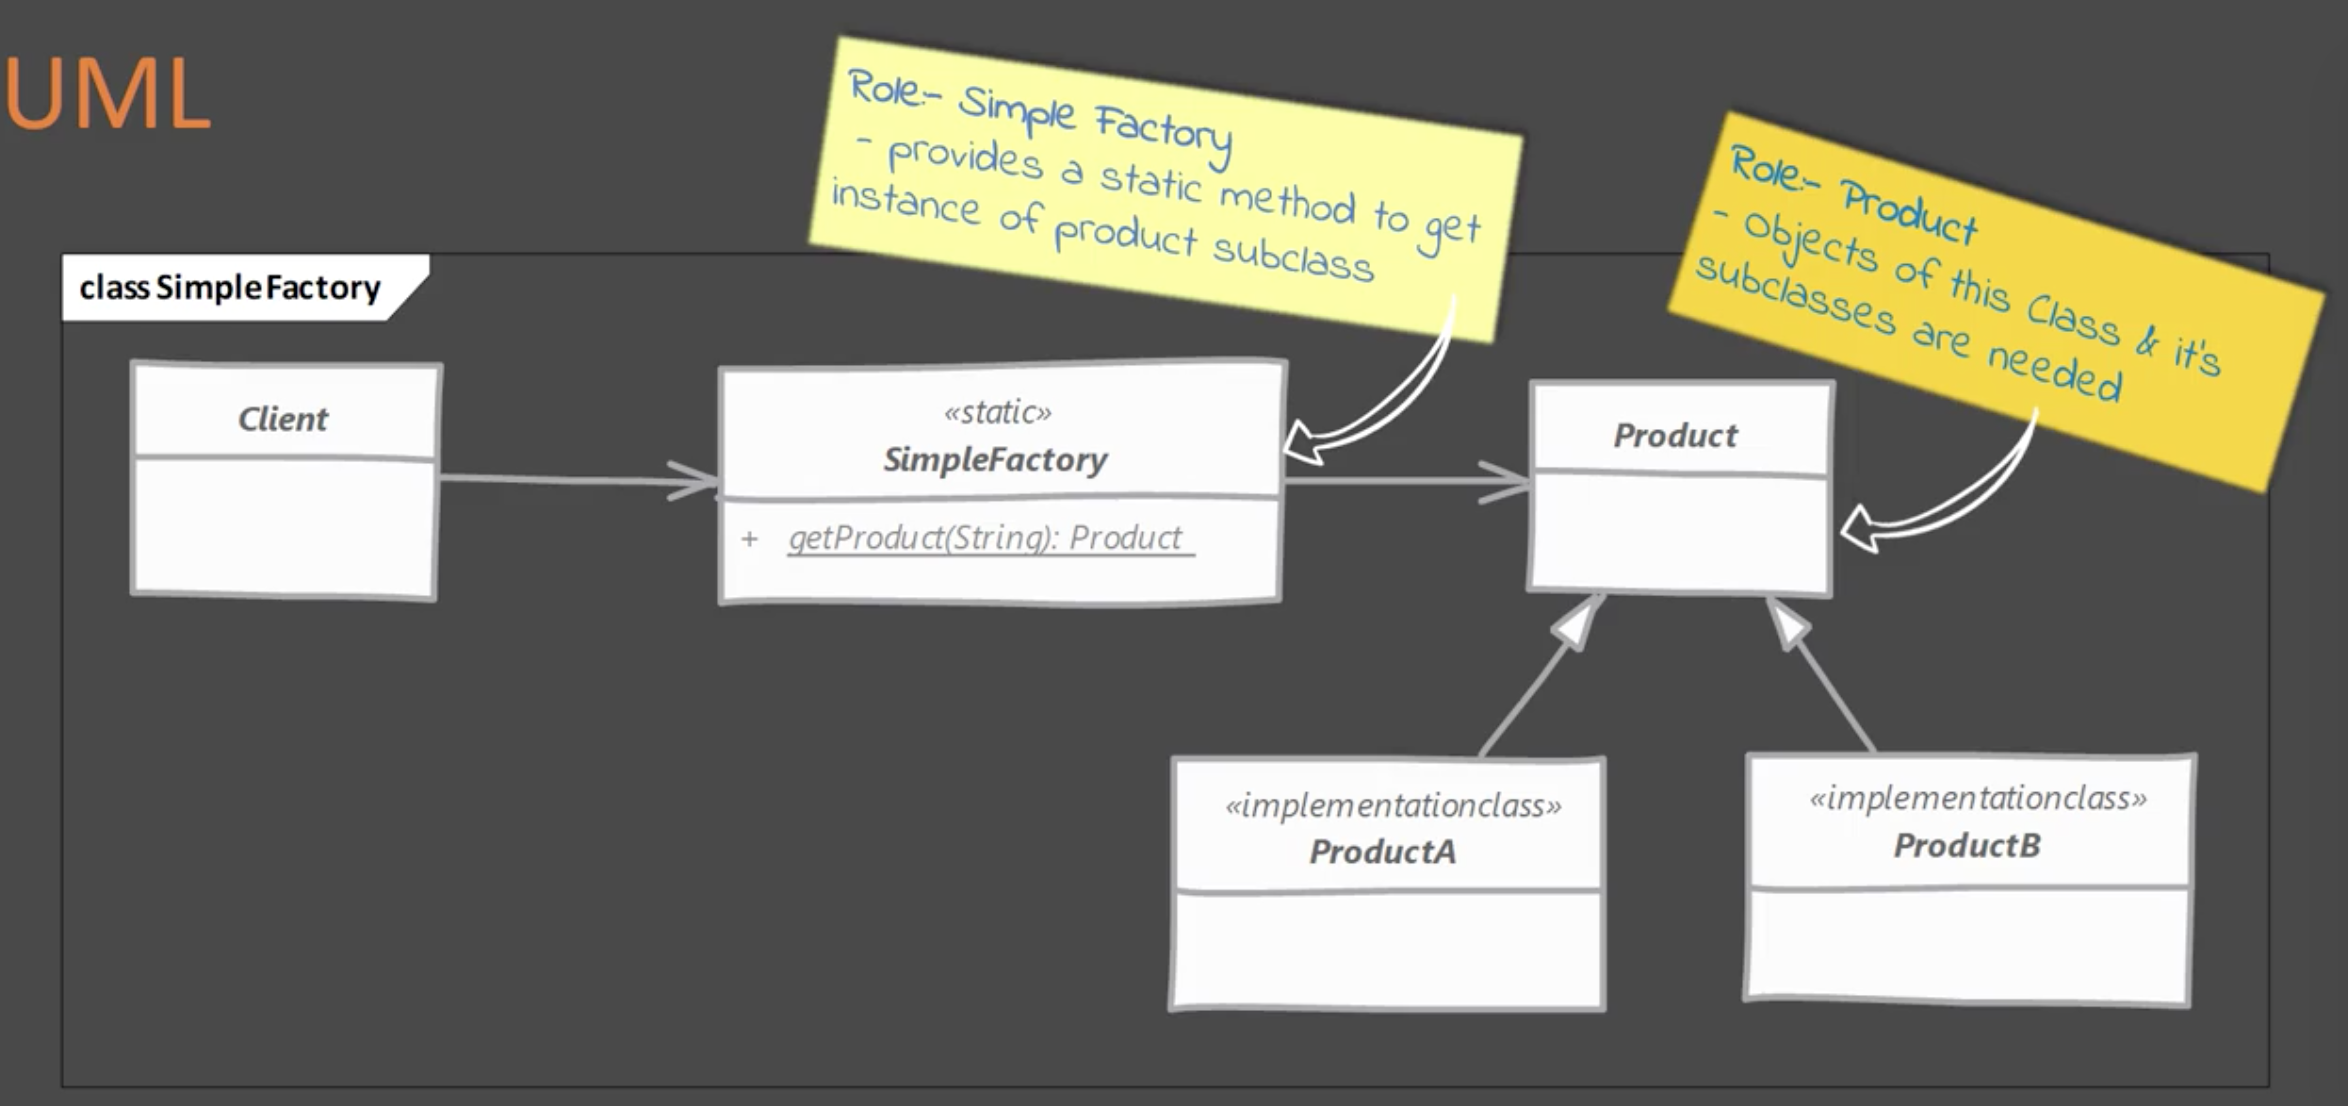 UML
Role:- Simple Factory
- provides a static method to get
instance of product subclass
Role:- Product
- Objects of this Class & it's
subclasses are needed
class SimpleFactory
Client
«static»
SimpleFactory
+ getProduct(String): Product
Product
«implementationclass»
ProductA
«implementationclass»
ProductB